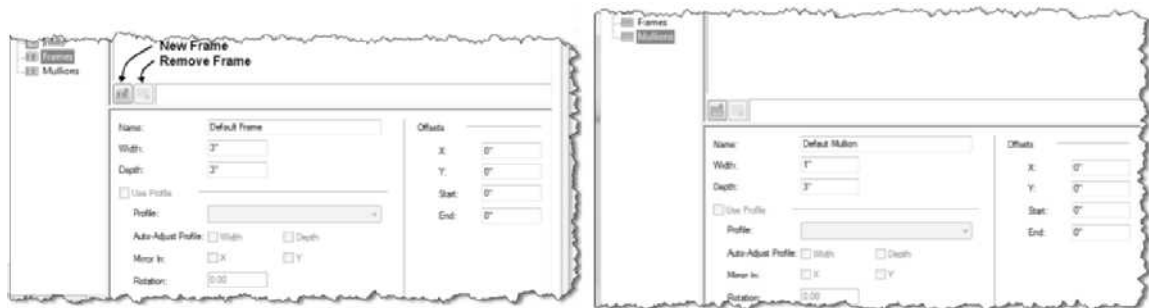 New Frame
Frames
Remove Frame
Mullions
Name: Default Frame
Offsets
Width: 3"
X: 0"
Depth: 3"
Y: 0"
Use Profile
Start: 0"
Profile:
End: 0"
Auto-Adjust Profile: Width Depth
Mirror In: X Y
Rotation: 0.00
Frames
Mullions
Name: Default Mullion
Offsets
Width: 1"
X: 0"
Depth: 3"
Y: 0"
Use Profile
Start: 0"
Profile:
End: 0"
Auto-Adjust Profile: Width Depth
Mirror In: X Y
Rotation: 0.00